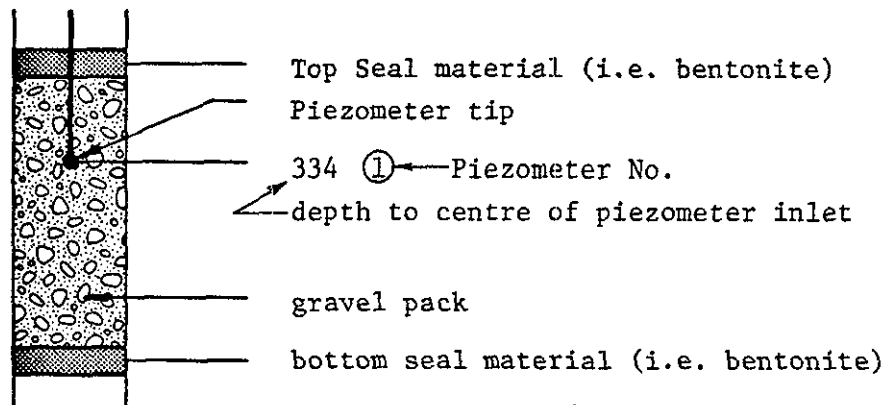 Top Seal material (i.e. bentonite)
Piezometer tip
334 ① Piezometer No.
depth to centre of piezometer inlet
gravel pack
bottom seal material (i.e. bentonite)